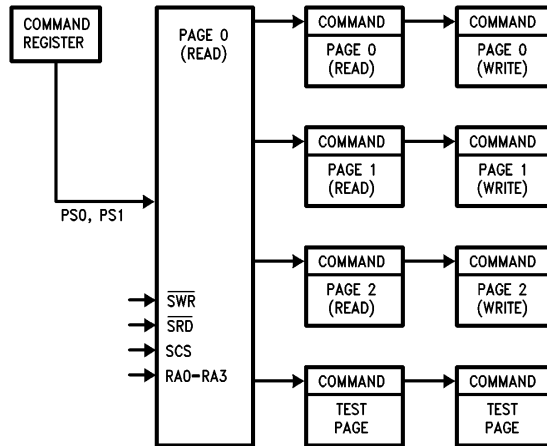 COMMAND
REGISTER
PS0, PS1
PAGE 0
(READ)
SWR
SRD
SCS
RA0-RA3
COMMAND
PAGE 0
(READ)
COMMAND
PAGE 0
(WRITE)
COMMAND
PAGE 1
(READ)
COMMAND
PAGE 1
(WRITE)
COMMAND
PAGE 2
(READ)
COMMAND
PAGE 2
(WRITE)
COMMAND
TEST
PAGE
COMMAND
TEST
PAGE